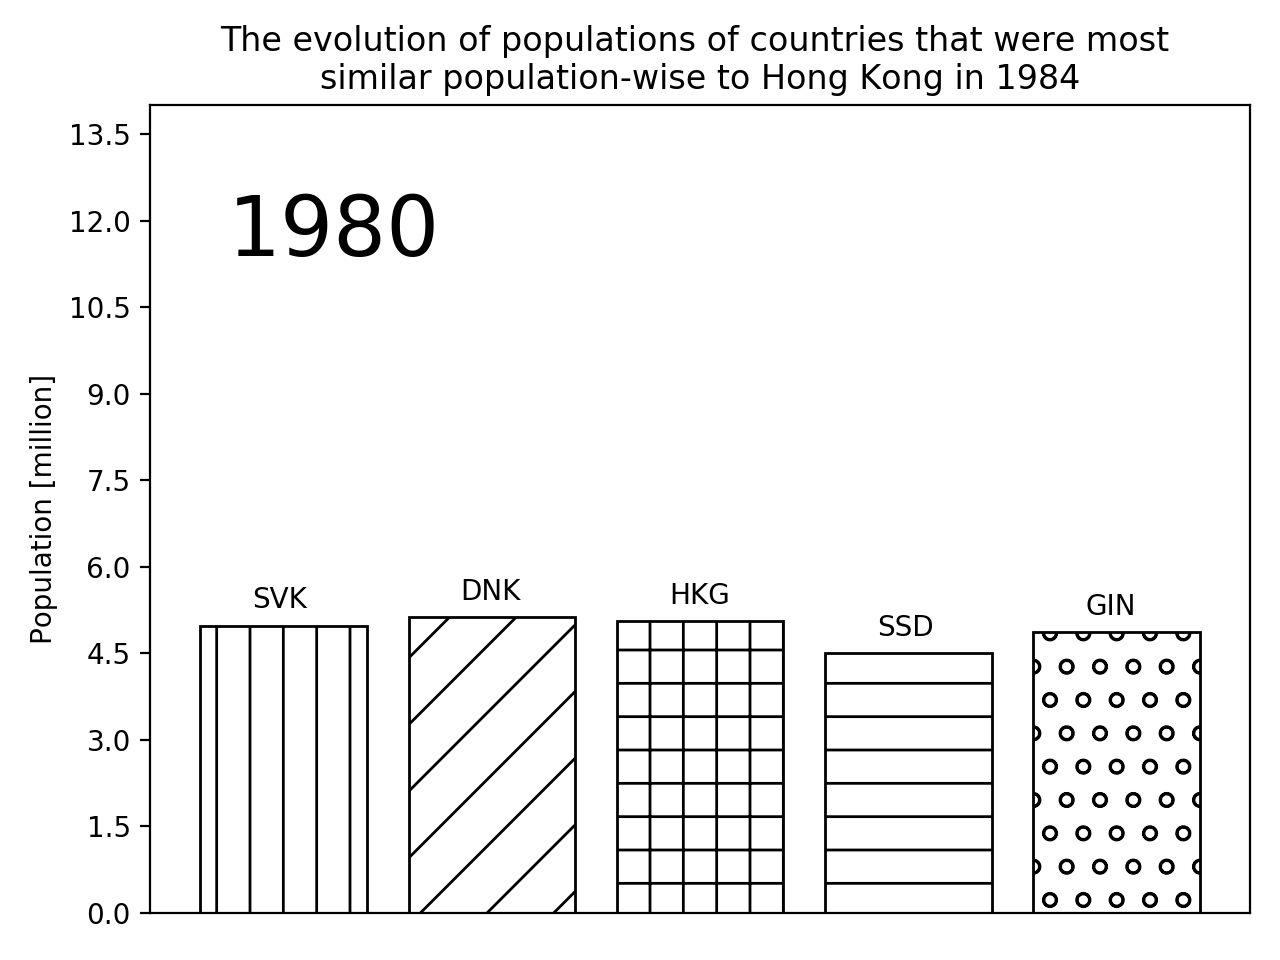 The evolution of populations of countries that were most
similar population-wise to Hong Kong in 1984
13.5
12.0
10.5
9.0
7.5
6.0
4.5
3.0
1.5
0.0
Population [million]
1980
SVK
DNK
HKG
SSD
GIN